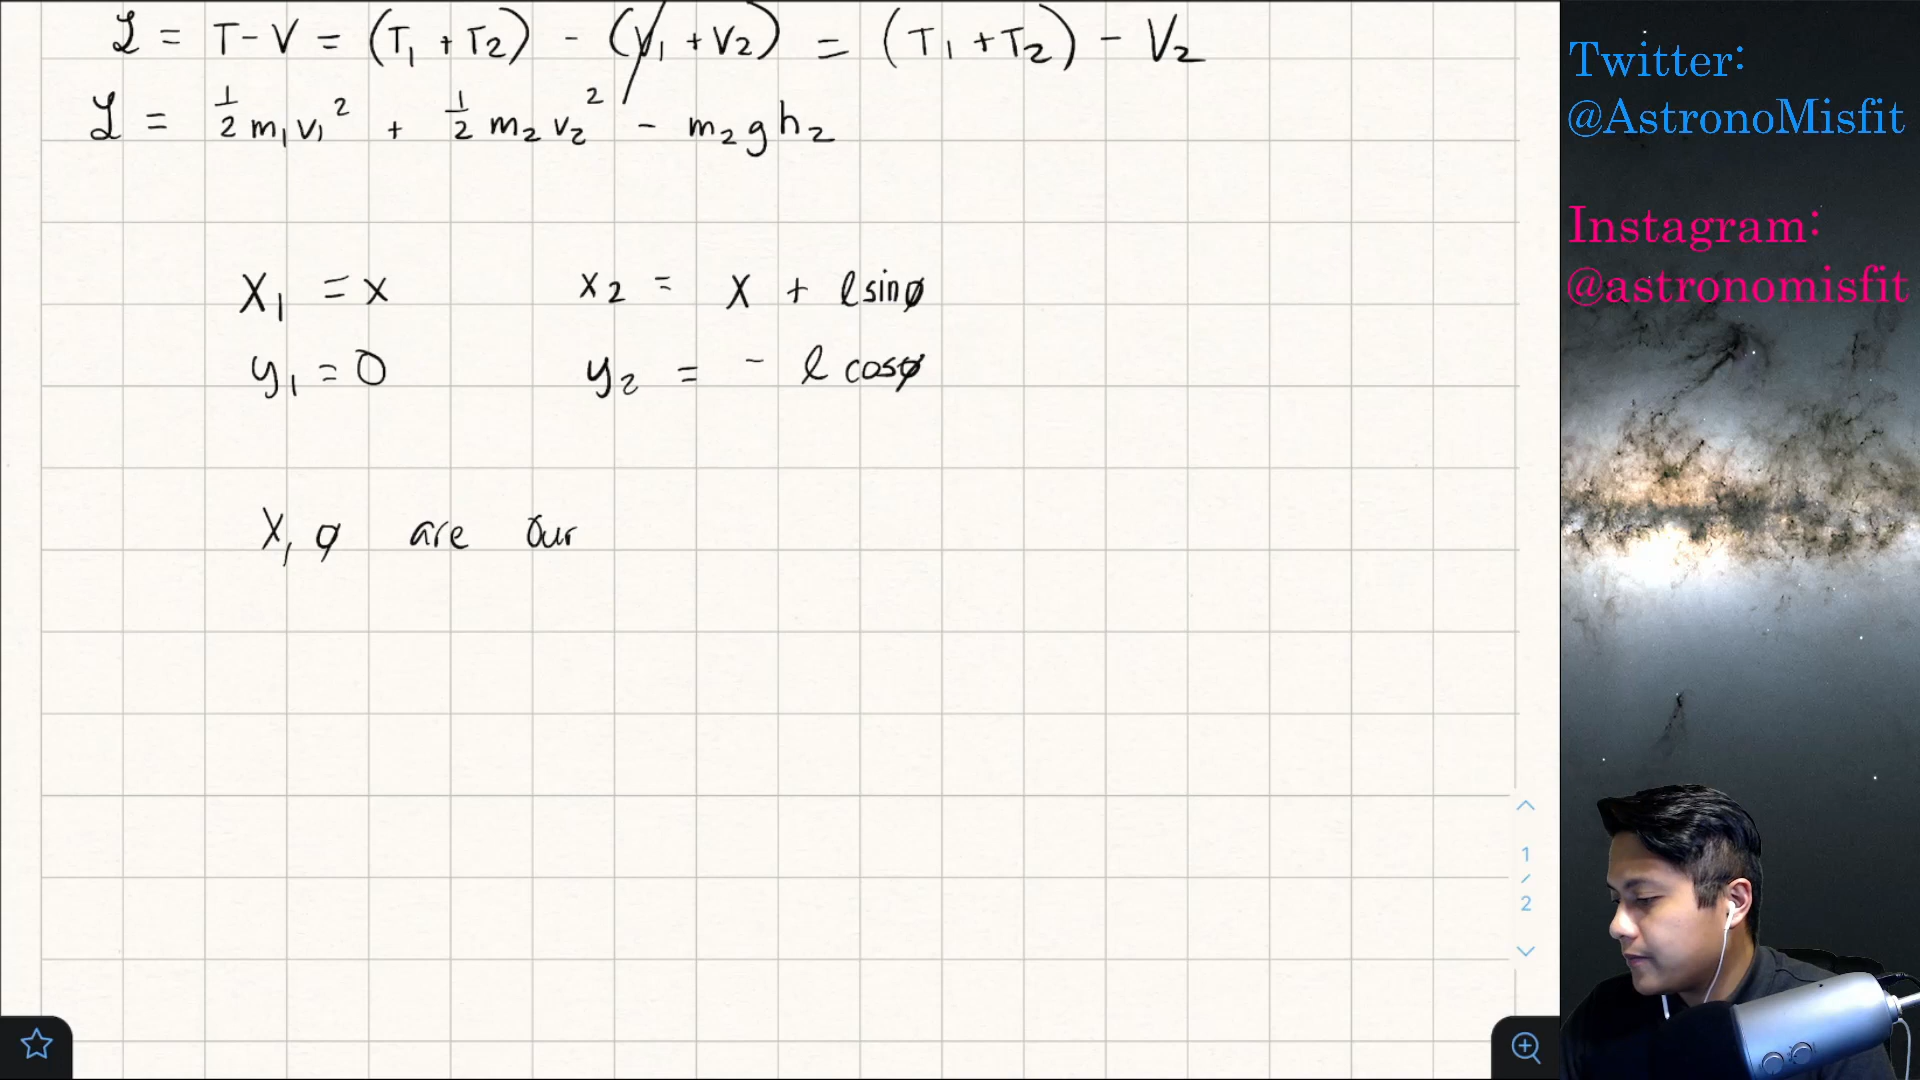 ℒ = T - V = (T₁ + T₂) - (V₁ + V₂) = (T₁ + T₂) - V₂
ℒ = 1/2 m₁v₁² + 1/2 m₂v₂² - m₂gh₂
x₁ = x
x₂ = x + ℓsinφ
y₁ = 0
y₂ = - ℓ cosφ
x, φ are our
Twitter:
@AstronoMisfit
Instagram:
@astronomisfit
1
/
2